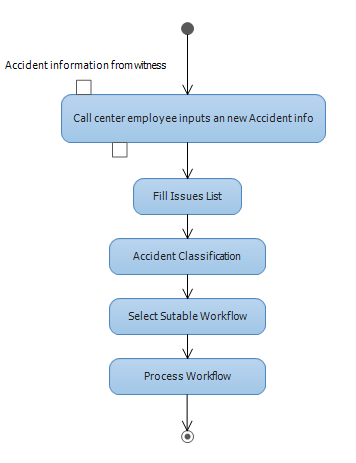 Accident information from witness
Call center employee inputs an new Accident info
Fill Issues List
Accident Classification
Select Sutable Workflow
Process Workflow